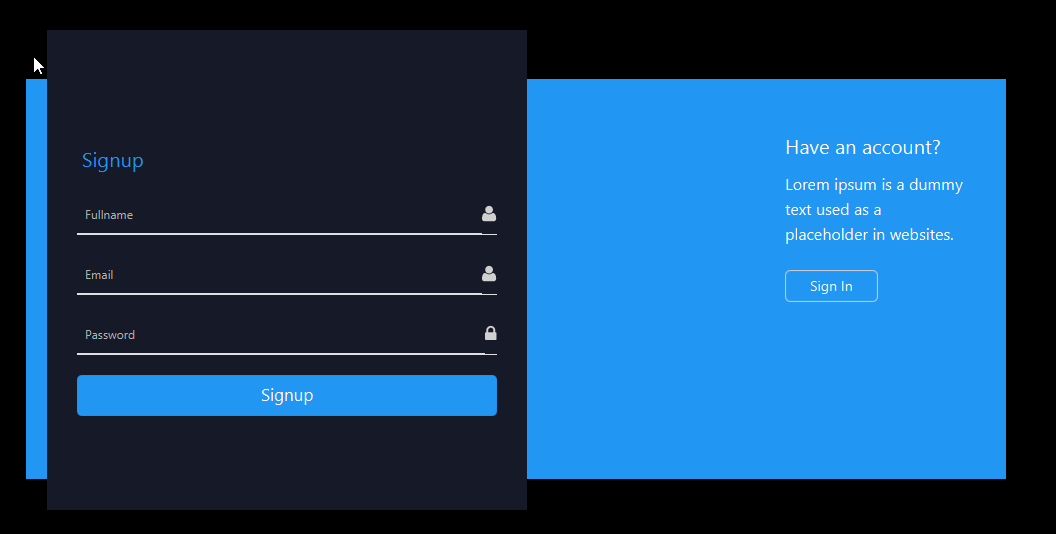 Signup
Fullname
Email
Password
Signup
Have an account?
Lorem ipsum is a dummy
text used as a
placeholder in websites.
Sign In